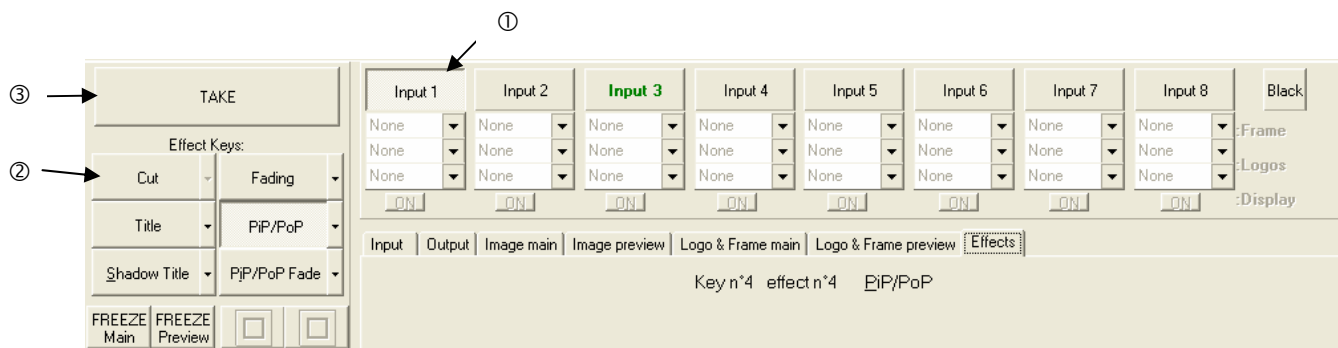 ①
③
TAKE
Input 1 Input 2 Input 3 Input 4 Input 5 Input 6 Input 7 Input 8 Black
None None None None None None None None :Frame
Effect Keys:
None None None None None None None None :Logos
②
Cut Fading
None None None None None None None None
ON ON ON ON ON ON ON ON :Display
Title PiP/PoP
Input Output Image main Image preview Logo & Frame main Logo & Frame preview Effects
Shadow Title PiP/PoP Fade
Key n°4 effect n°4 PiP/PoP
FREEZE FREEZE
Main Preview